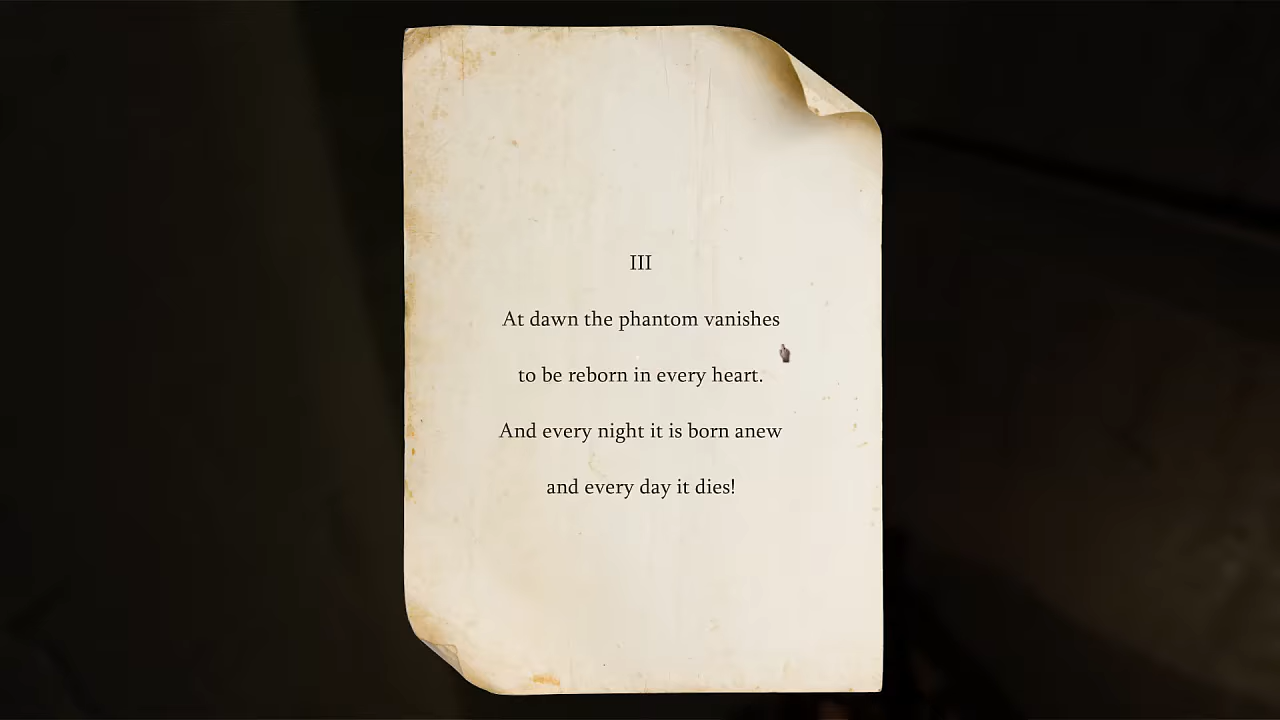 III
At dawn the phantom vanishes
to be reborn in every heart.
And every night it is born anew
and every day it dies!